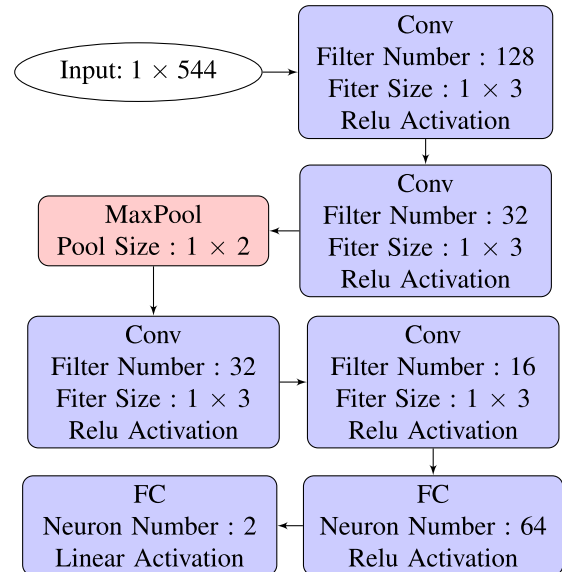 Input: 1 × 544
Conv
Filter Number : 128
Fiter Size : 1 × 3
Relu Activation
Conv
Filter Number : 32
Fiter Size : 1 × 3
Relu Activation
MaxPool
Pool Size : 1 × 2
Conv
Filter Number : 32
Fiter Size : 1 × 3
Relu Activation
Conv
Filter Number : 16
Fiter Size : 1 × 3
Relu Activation
FC
Neuron Number : 64
Relu Activation
FC
Neuron Number : 2
Linear Activation